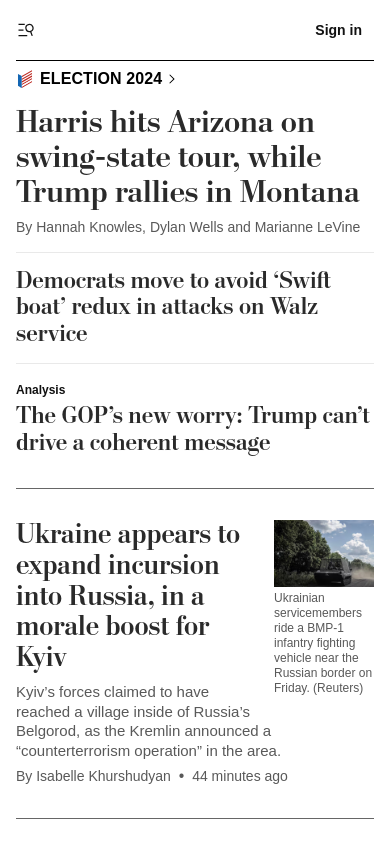 Sign in
ELECTION 2024
Harris hits Arizona on
swing-state tour, while
Trump rallies in Montana
By Hannah Knowles, Dylan Wells and Marianne LeVine
Democrats move to avoid ‘Swift
boat’ redux in attacks on Walz
service
Analysis
The GOP’s new worry: Trump can’t
drive a coherent message
Ukraine appears to
expand incursion
into Russia, in a
morale boost for
Kyiv
Kyiv’s forces claimed to have
reached a village inside of Russia’s
Belgorod, as the Kremlin announced a
“counterterrorism operation” in the area.
By Isabelle Khurshudyan • 44 minutes ago
Ukrainian
servicemembers
ride a BMP-1
infantry fighting
vehicle near the
Russian border on
Friday. (Reuters)